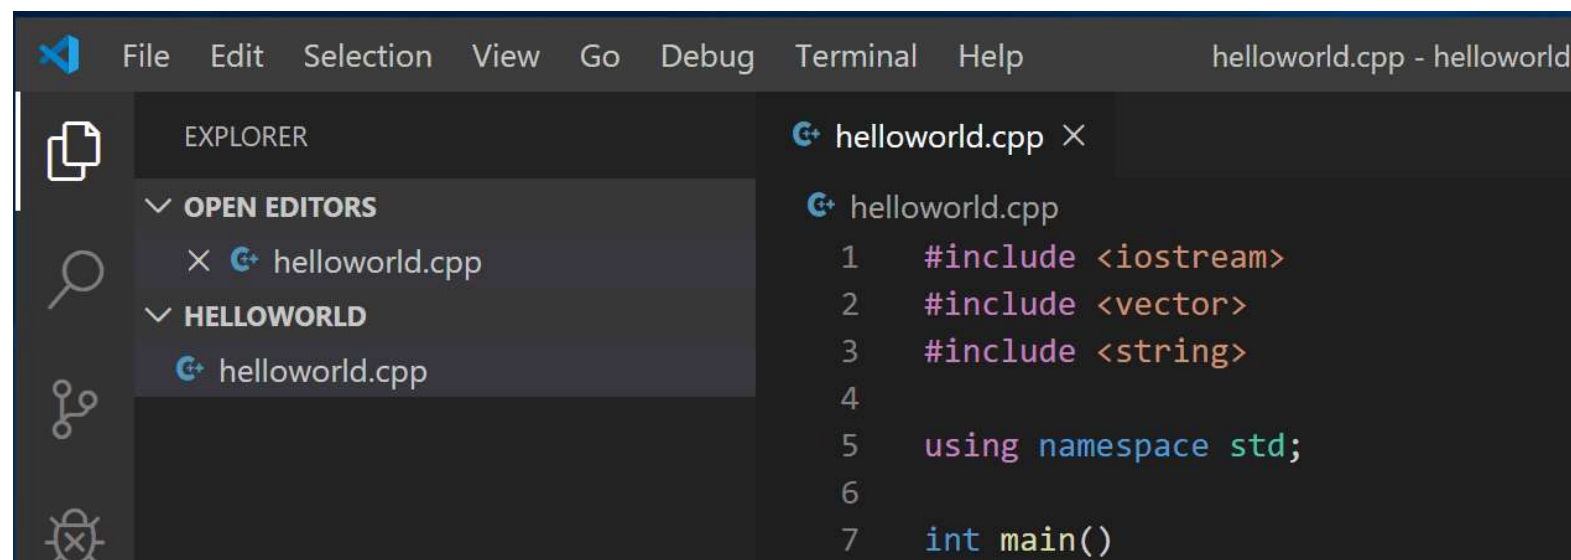 File Edit Selection View Go Debug Terminal Help helloworld.cpp - helloworld
EXPLORER
OPEN EDITORS
helloworld.cpp
HELLOWORLD
helloworld.cpp
helloworld.cpp
helloworld.cpp
1 #include <iostream>
2 #include <vector>
3 #include <string>
4
5 using namespace std;
6
7 int main()